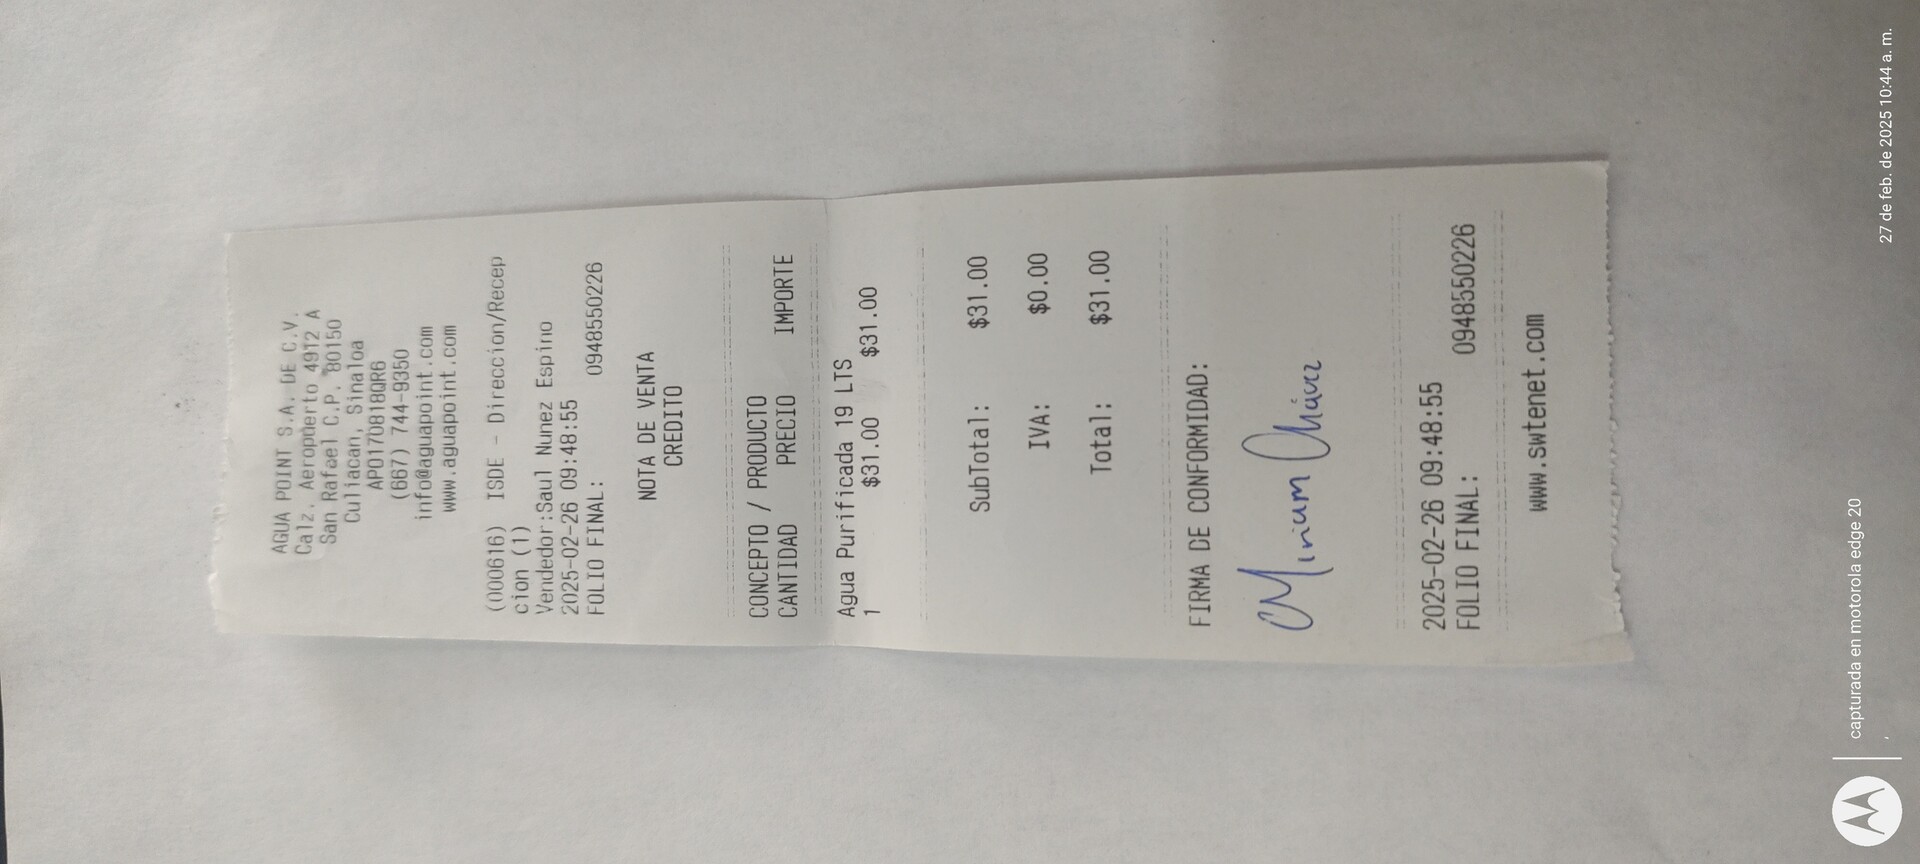 AGUA POINT S.A. DE C.V.
Calz. Aeropuerto 4912 A
San Rafael C.P. 80150
Culiacan, Sinaloa
APO170818QR6
(667) 744-9350
info@aguapoint.com
www.aguapoint.com
(000616) ISDE - Direccion/Recep
cion (1)
Vendedor:Saul Nunez Espino
2025-02-26 09:48:55
FOLIO FINAL: 0948550226
NOTA DE VENTA
CREDITO
CONCEPTO / PRODUCTO
CANTIDAD PRECIO IMPORTE
Agua Purificada 19 LTS
1 $31.00 $31.00
SubTotal: $31.00
IVA: $0.00
Total: $31.00
FIRMA DE CONFORMIDAD:
Miriam Chávez
2025-02-26 09:48:55
FOLIO FINAL: 0948550226
www.swtenet.com
capturada en motorola edge 20
27 de feb. de 2025 10:44 a. m.